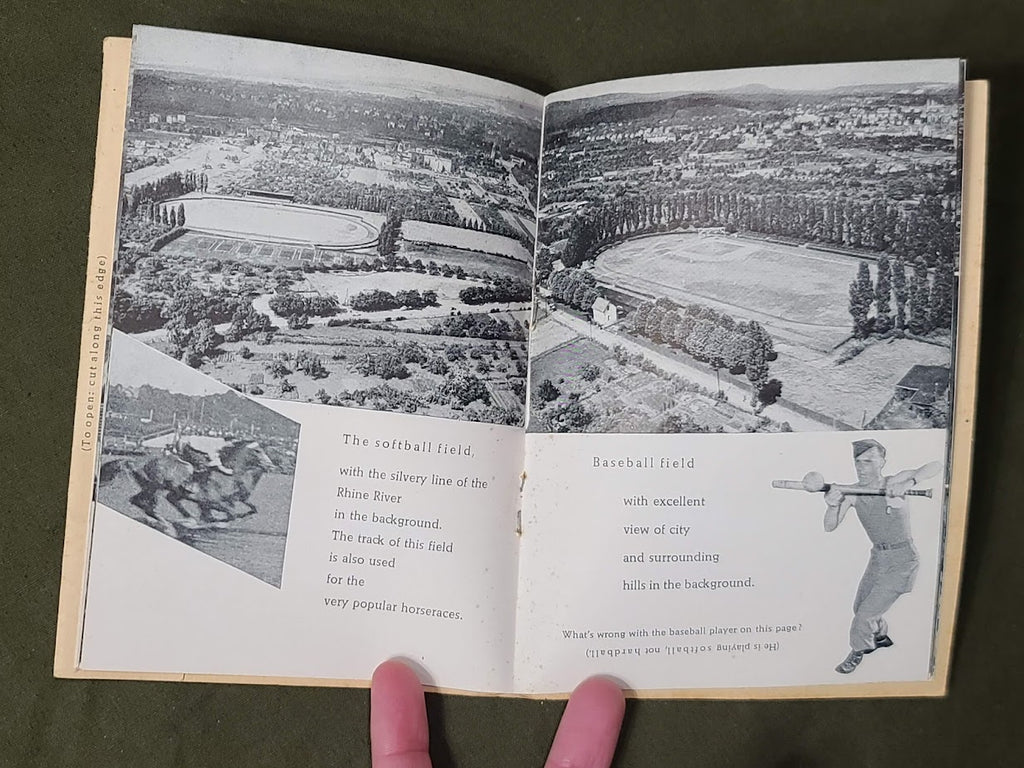 (To open: cut along this edge)
The softball field,
with the silvery line of the
Rhine River
in the background.
The track of this field
is also used
for the
very popular horseraces.
Baseball field
with excellent
view of city
and surrounding
hills in the background.
What's wrong with the baseball player on this page?
(He is playing softball, not hardball.)